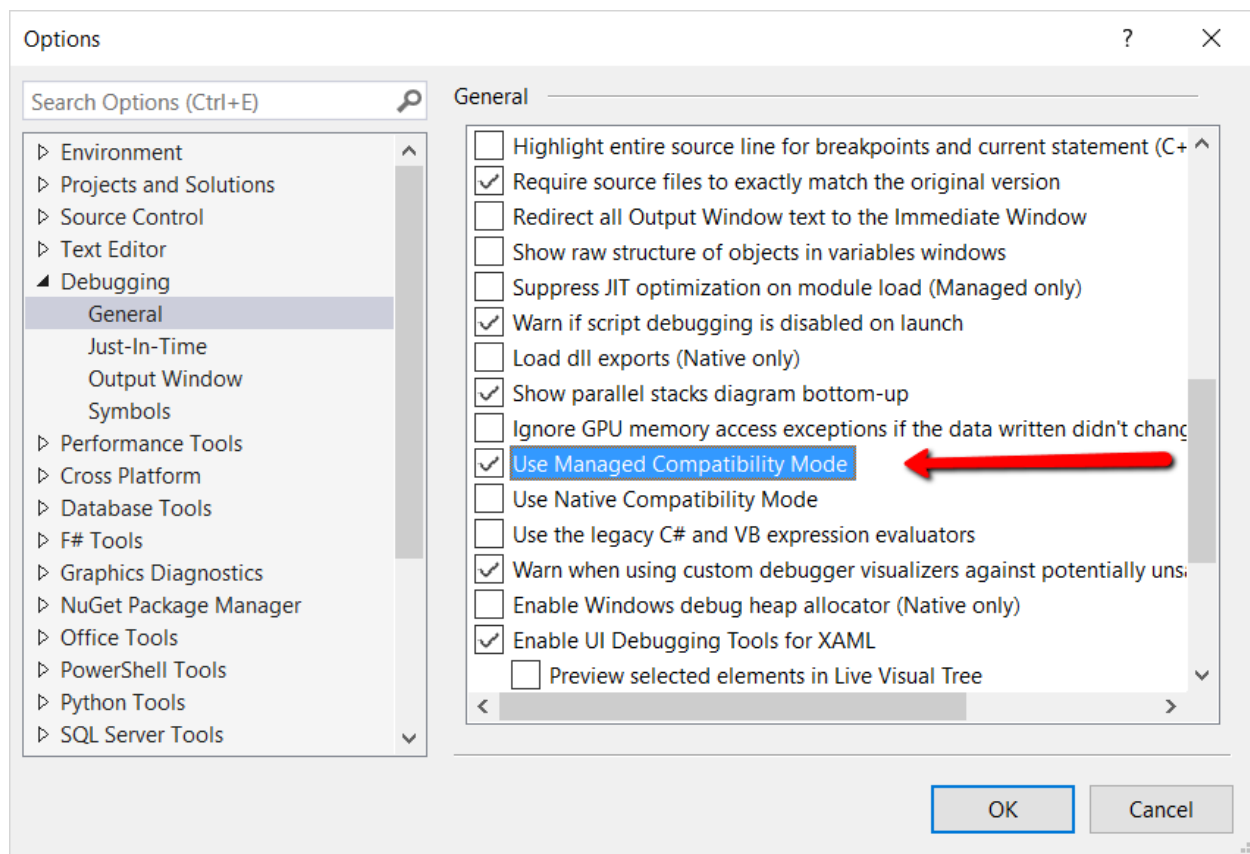 Options
?
Search Options (Ctrl+E)
Environment
Projects and Solutions
Source Control
Text Editor
Debugging
General
Just-In-Time
Output Window
Symbols
Performance Tools
Cross Platform
Database Tools
F# Tools
Graphics Diagnostics
NuGet Package Manager
Office Tools
PowerShell Tools
Python Tools
SQL Server Tools
General
Highlight entire source line for breakpoints and current statement (C+
Require source files to exactly match the original version
Redirect all Output Window text to the Immediate Window
Show raw structure of objects in variables windows
Suppress JIT optimization on module load (Managed only)
Warn if script debugging is disabled on launch
Load dll exports (Native only)
Show parallel stacks diagram bottom-up
Ignore GPU memory access exceptions if the data written didn't chang
Use Managed Compatibility Mode
Use Native Compatibility Mode
Use the legacy C# and VB expression evaluators
Warn when using custom debugger visualizers against potentially unsa
Enable Windows debug heap allocator (Native only)
Enable UI Debugging Tools for XAML
Preview selected elements in Live Visual Tree
OK
Cancel